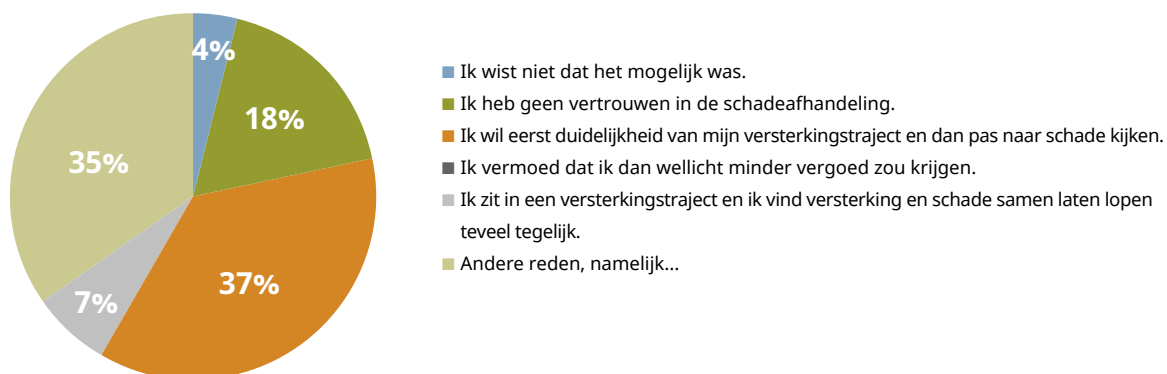 4%
18%
35%
37%
7%
Ik wist niet dat het mogelijk was.
Ik heb geen vertrouwen in de schadeafhandeling.
Ik wil eerst duidelijkheid van mijn versterkingstraject en dan pas naar schade kijken.
Ik vermoed dat ik dan wellicht minder vergoed zou krijgen.
Ik zit in een versterkingstraject en ik vind versterking en schade samen laten lopen
teveel tegelijk.
Andere reden, namelijk...